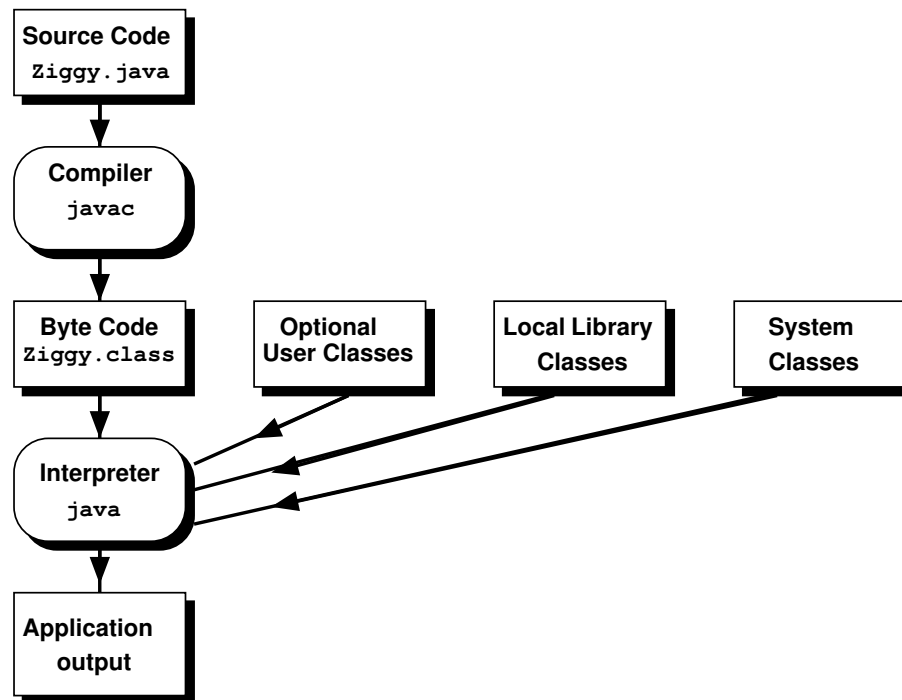 Source Code
Ziggy.java
Compiler
javac
Byte Code
Ziggy.class
Optional
User Classes
Local Library
Classes
System
Classes
Interpreter
java
Application
output